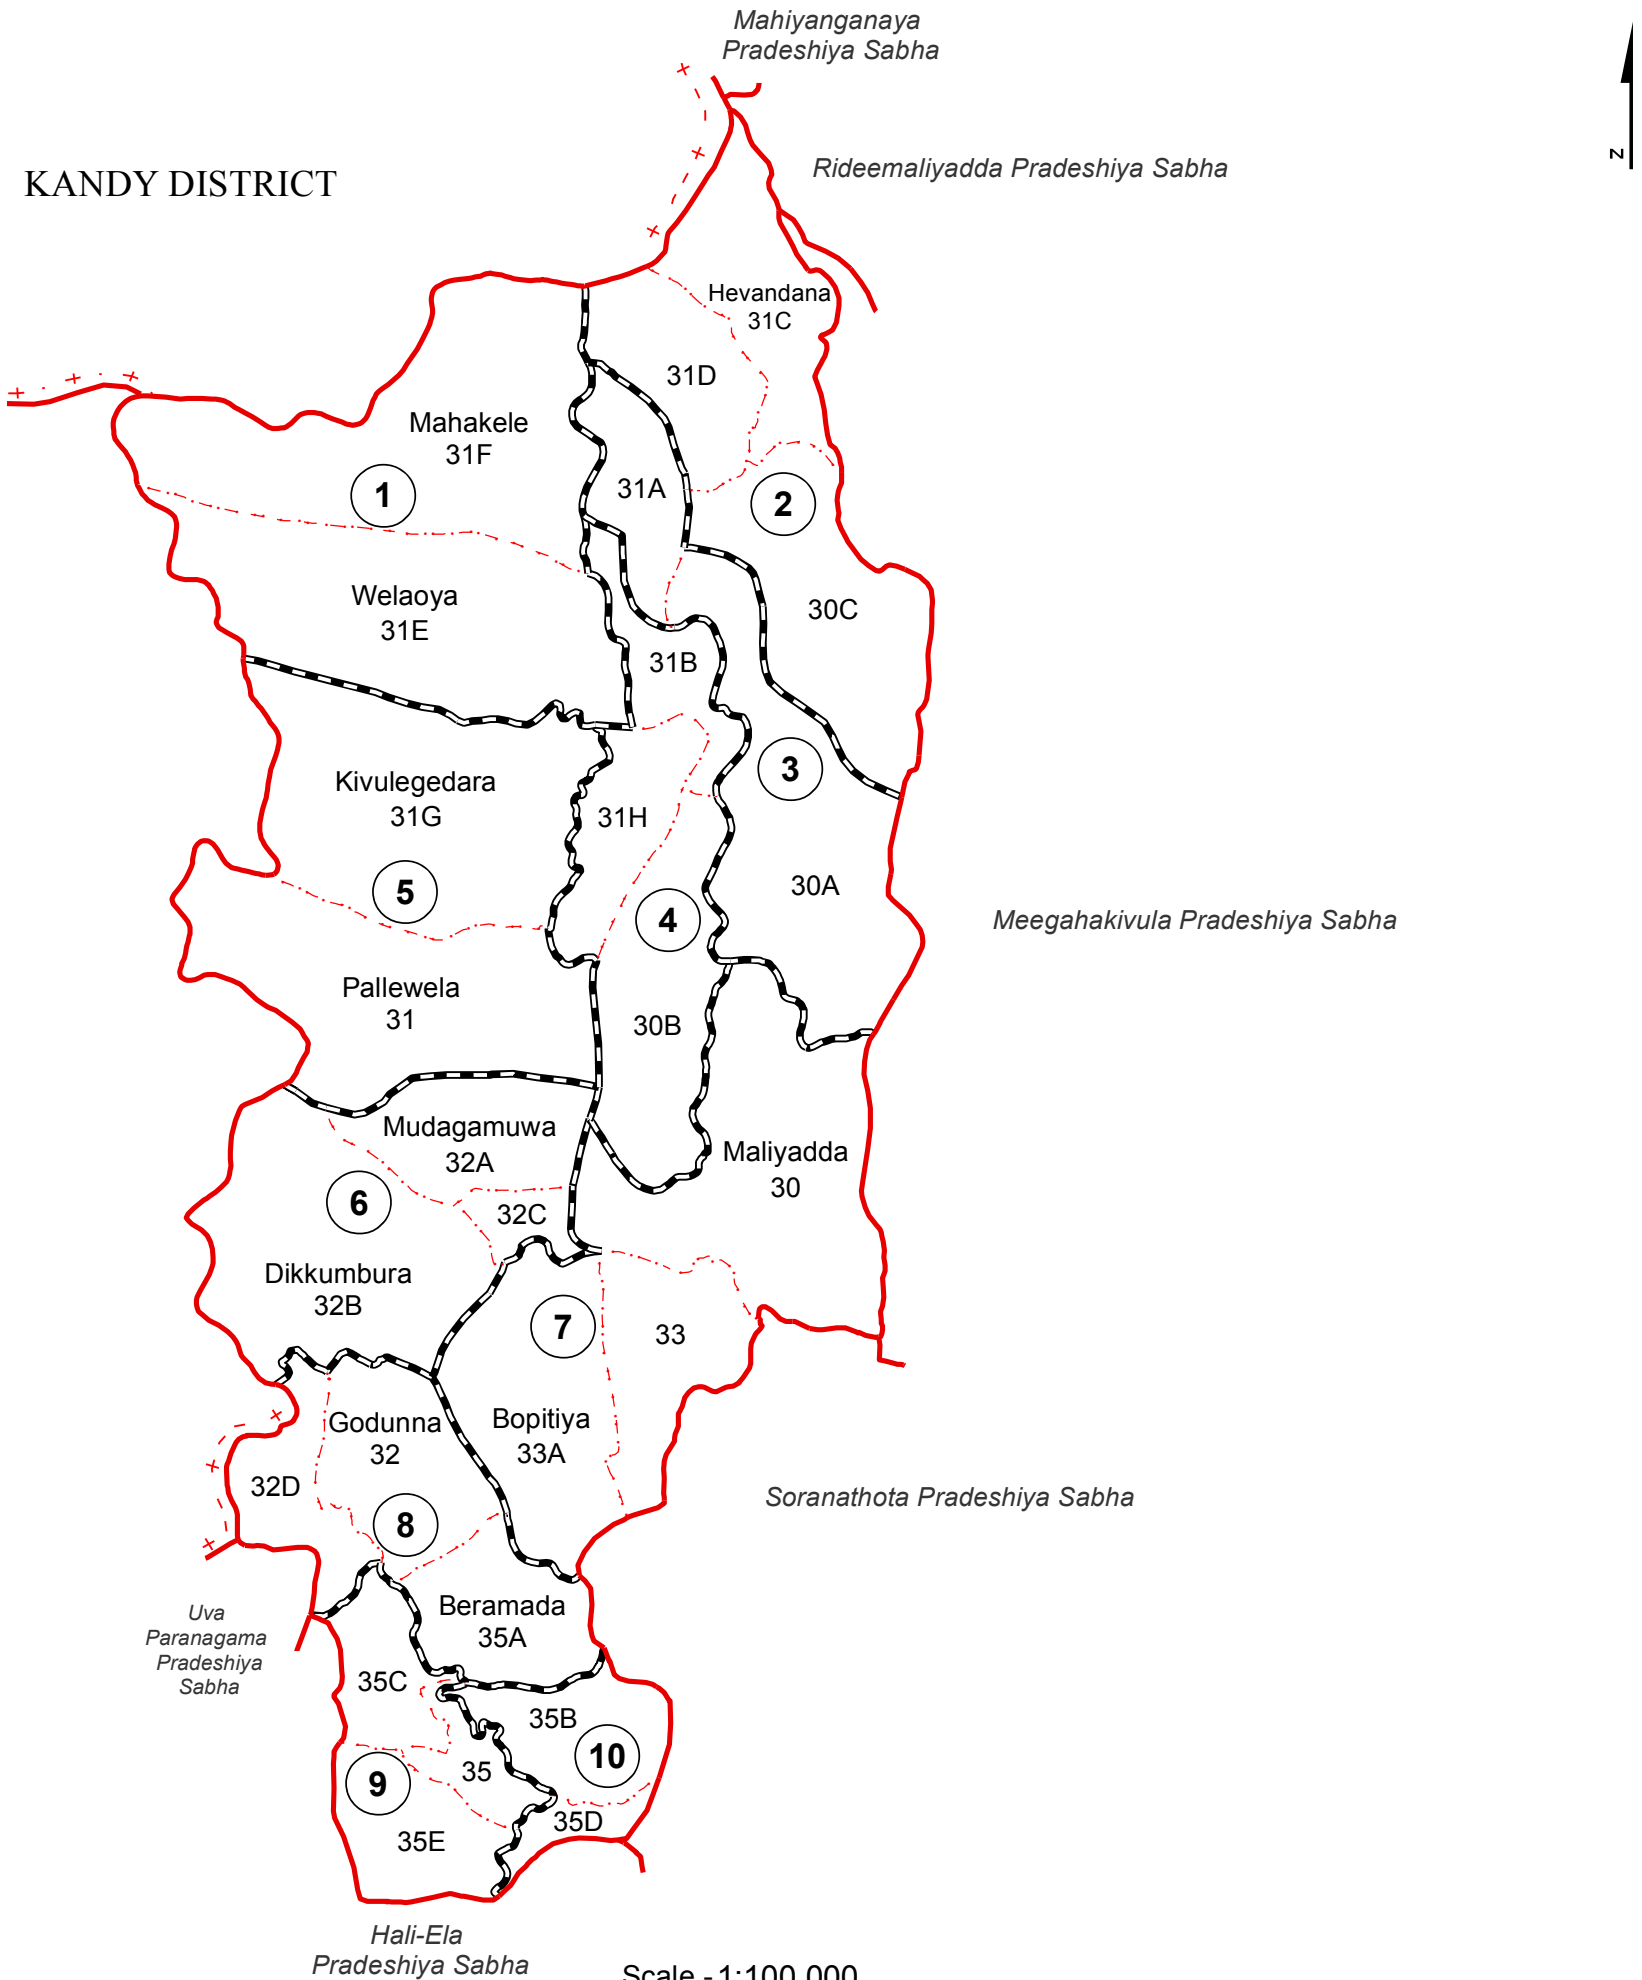 Mahiyanganaya
Pradeshiya Sabha
Rideemaliyadda Pradeshiya Sabha
KANDY DISTRICT
z
Hevandana
31C
31D
Mahakele
31F
1
31A
2
Welaoya
31E
30C
31B
3
Kivulegedara
31G
31H
5
30A
4
Meegahakivula Pradeshiya Sabha
Pallewela
31
30B
Mudagamuwa
32A
Maliyadda
30
6
32C
Dikkumbura
32B
7
33
Godunna
32
Bopitiya
33A
32D
Soranathota Pradeshiya Sabha
8
Beramada
35A
Uva
Paranagama
Pradeshiya
Sabha
35C
35B
10
35
9
35D
35E
Hali-Ela
Pradeshiya Sabha
Scale - 1:100,000